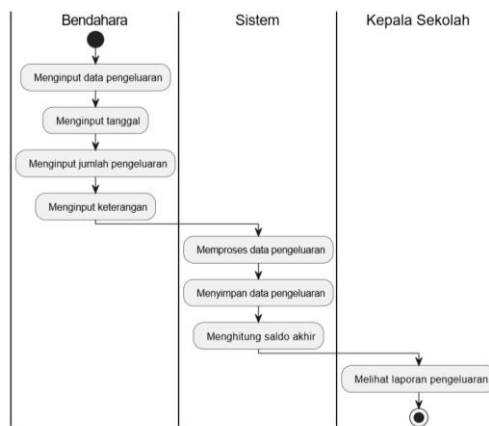 Bendahara
Sistem
Kepala Sekolah
Menginput data pengeluaran
Menginput tanggal
Menginput jumlah pengeluaran
Menginput keterangan
Memproses data pengeluaran
Menyimpan data pengeluaran
Menghitung saldo akhir
Melihat laporan pengeluaran